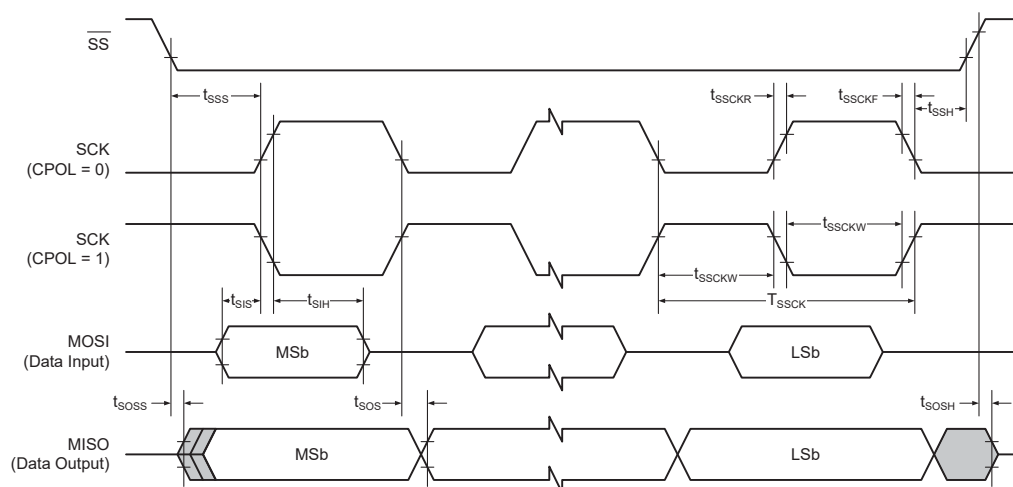 SS
tSSS
tSSCKR
tSSCKF
tSSH
SCK
(CPOL = 0)
SCK
(CPOL = 1)
tSSCKW
tSSCKW
tSIS
tSIH
TSSCK
MOSI
(Data Input)
MSb
LSb
tSOSS
tSOS
tSOSH
MISO
(Data Output)
MSb
LSb